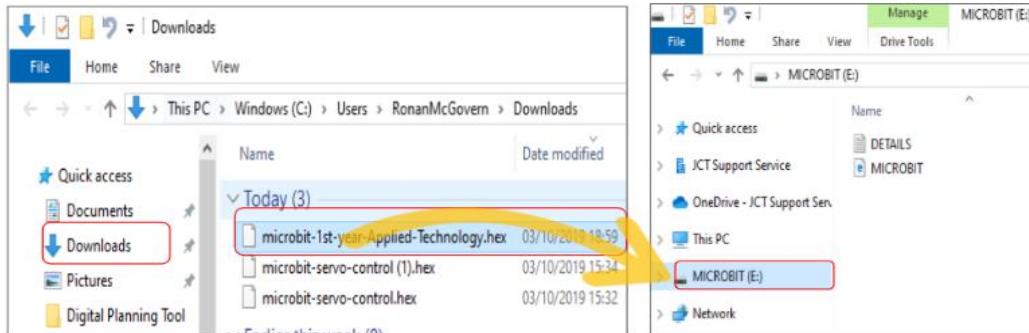 Downloads
File Home Share View
This PC > Windows (C:) > Users > RonanMcGovern > Downloads
Name Date modified
Quick access
Documents
Downloads
Pictures
Digital Planning Tool
Today (3)
microbit-1st-year-Applied-Technology.hex 03/10/2019 18:59
microbit-servo-control (1).hex 03/10/2019 15:34
microbit-servo-control.hex 03/10/2019 15:32
Manage MICROBIT (E:)
File Home Share View Drive Tools
MICROBIT (E:)
Name
Quick access
JCT Support Service
OneDrive - JCT Support Serv
This PC
MICROBIT (E:)
Network
DETAILS
MICROBIT